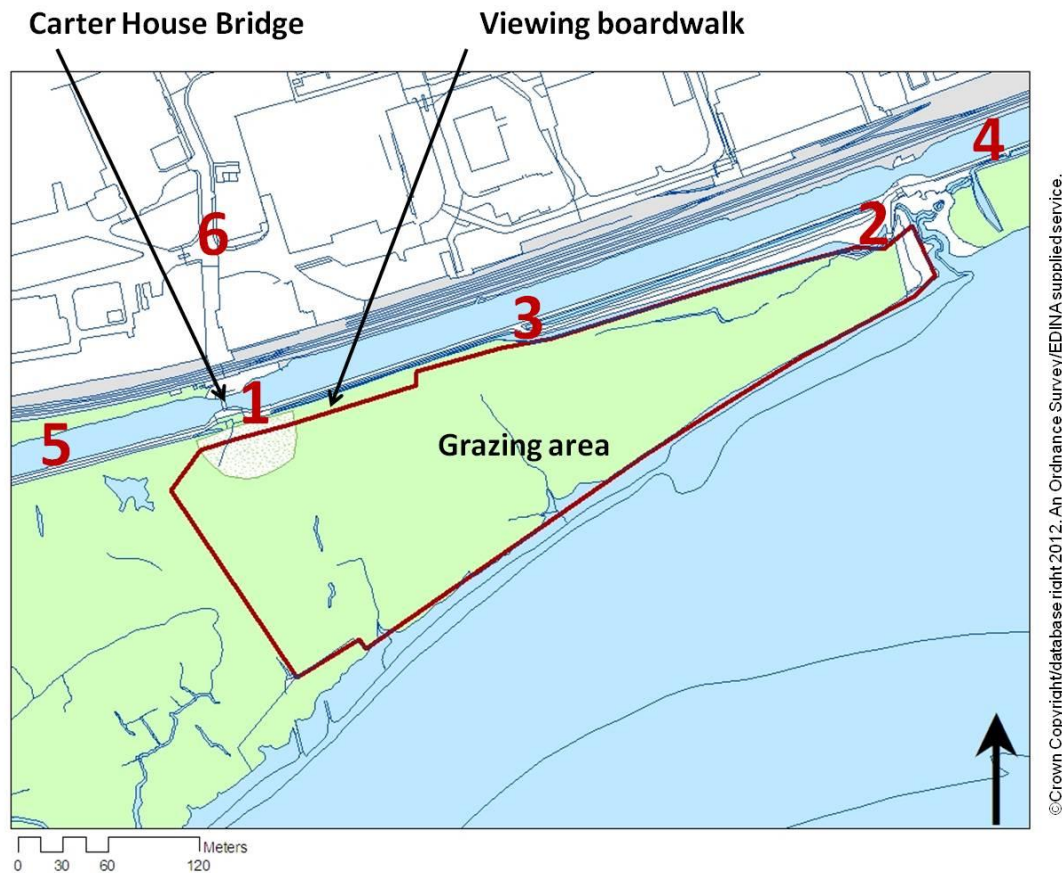 Carter House Bridge
Viewing boardwalk
4
2
6
3
1
5
Grazing area
©Crown Copyright/database right 2012. An Ordnance Survey/EDINA supplied service.
Meters
0 30 60 120